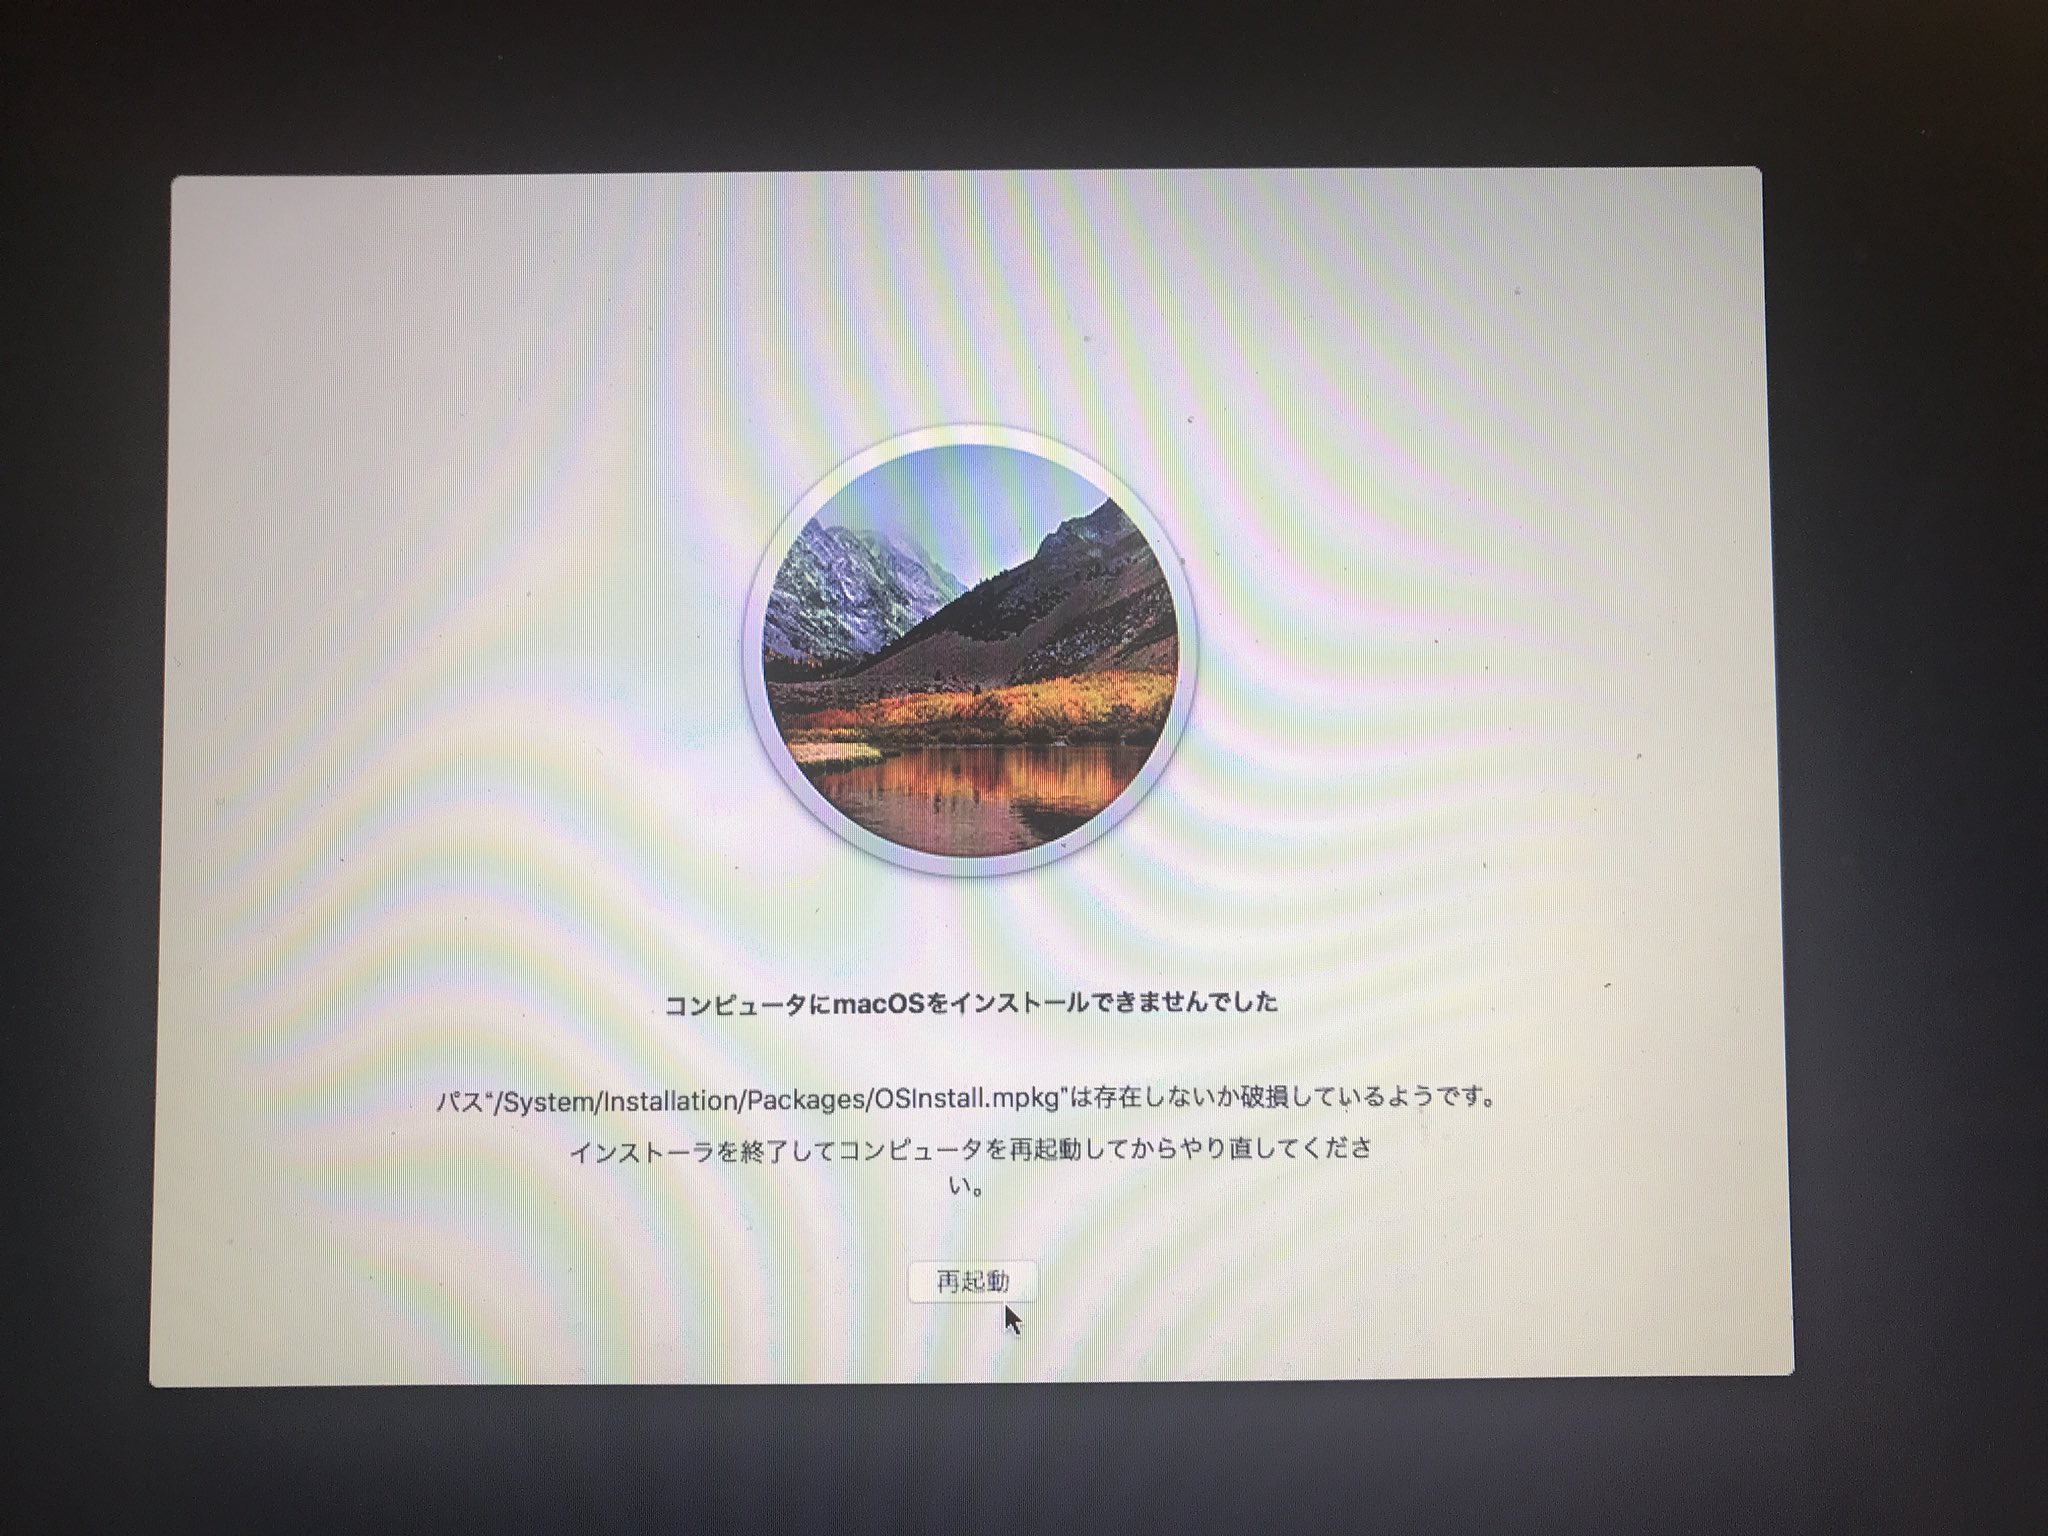 コンピュータにmacOSをインストールできませんでした
パス“/System/Installation/Packages/OSInstall.mpkg”は存在しないか破損しているようです。
インストーラを終了してコンピュータを再起動してからやり直してくださ
い。
再起動